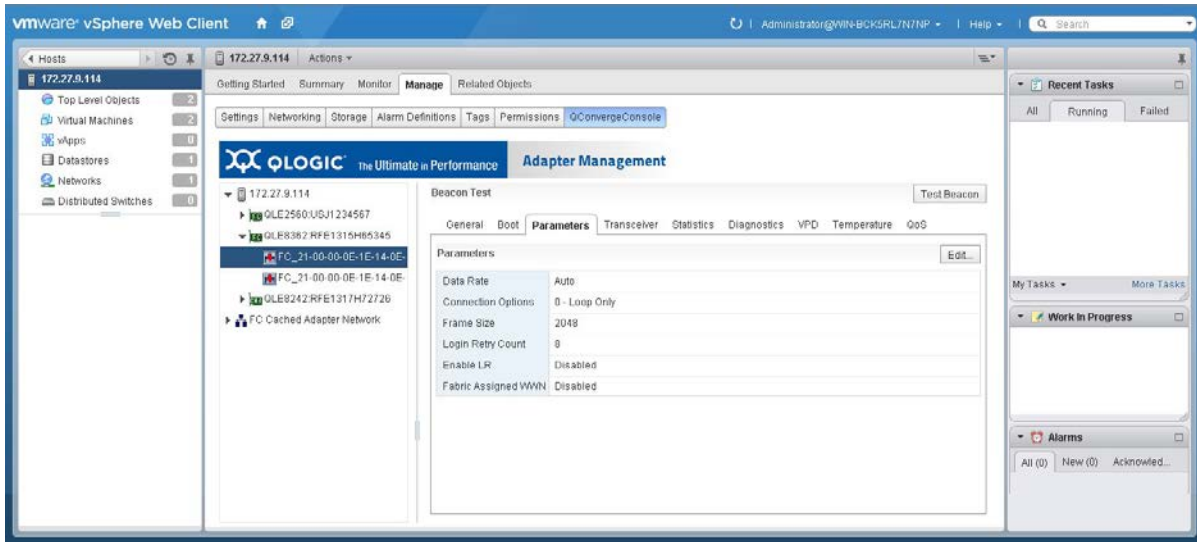 vmware® vSphere Web Client
Administrator@WIN-BCK5RL7N7NP
Help
Search
Hosts
172.27.9.114
Top Level Objects 2
Virtual Machines 2
vApps 0
Datastores 1
Networks 1
Distributed Switches 0
172.27.9.114 Actions
Getting Started Summary Monitor Manage Related Objects
Settings Networking Storage Alarm Definitions Tags Permissions QConvergeConsole
QLOGIC® The Ultimate in Performance Adapter Management
172.27.9.114
QLE2560:USJ1234567
QLE8362:RFE1315H65345
FC_21-00-00-0E-1E-14-0E-
FC_21-00-00-0E-1E-14-0E-
QLE8242:RFE1317H72726
FC Cached Adapter Network
Beacon Test Test Beacon
General Boot Parameters Transceiver Statistics Diagnostics VPD Temperature QoS
Parameters Edit...
Data Rate Auto
Connection Options 0 - Loop Only
Frame Size 2048
Login Retry Count 8
Enable LR Disabled
Fabric Assigned WWN Disabled
Recent Tasks
All Running Failed
My Tasks More Tasks
Work In Progress
Alarms
All (0) New (0) Acknowled...